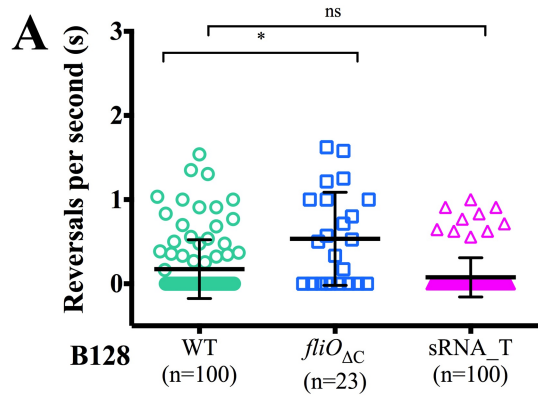 A
ns
*
Reversals per second (s)
3
2
1
0
B128
WT
(n=100)
fliOΔC
(n=23)
sRNA_T
(n=100)